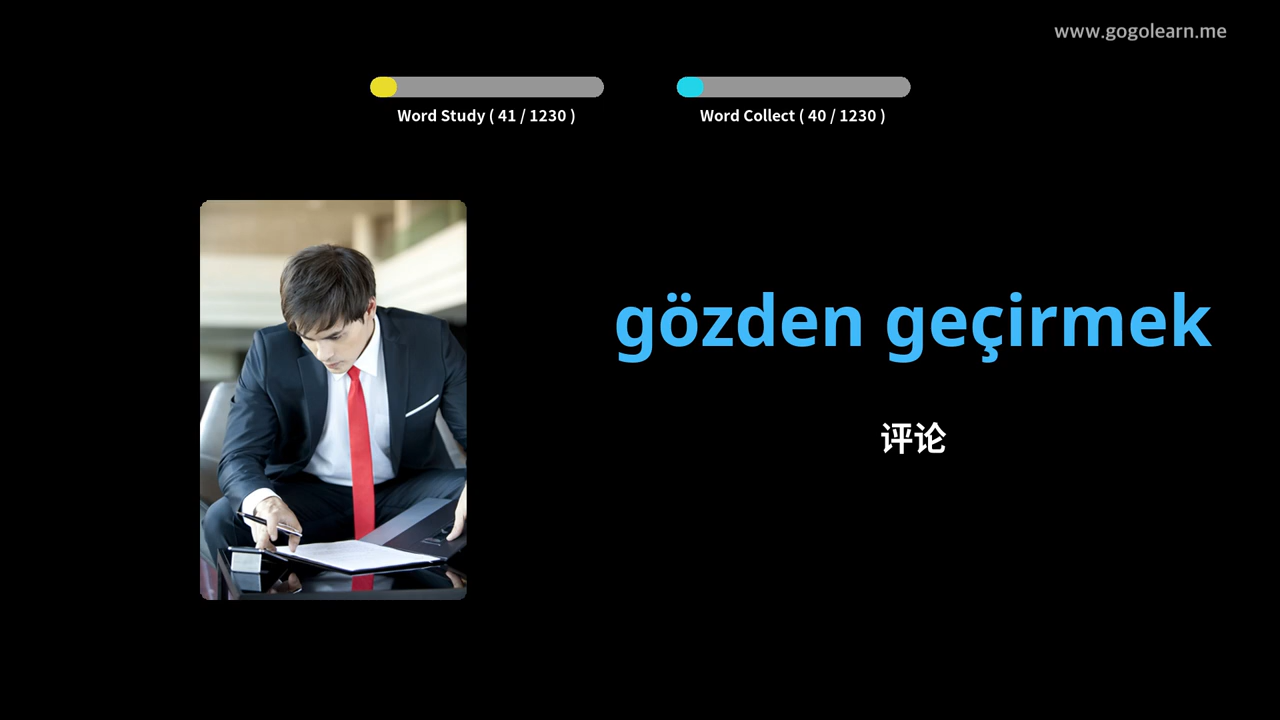 www.gogolearn.me
Word Study ( 41 / 1230 )
Word Collect ( 40 / 1230 )
gözden geçirmek
评论